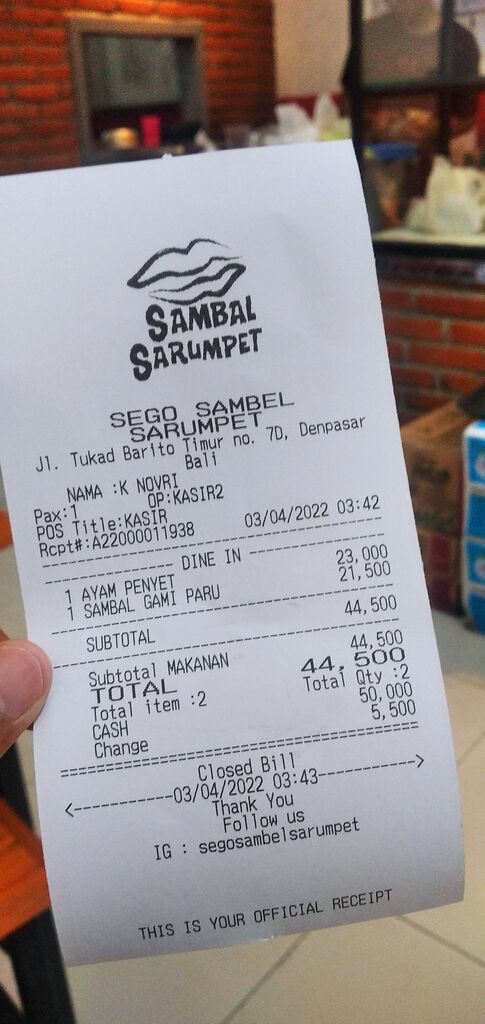 SAMBAL
SARUMPET
SEGO SAMBEL
SARUMPET
Jl. Tukad Barito Timur no. 7D, Denpasar
Bali
NAMA :K NOVRI
Pax:1 OP:KASIR2
POS Title:KASIR
Rcpt#:A22000011938 03/04/2022 03:42
DINE IN
1 AYAM PENYET 23,000
1 SAMBAL GAMI PARU 21,500
SUBTOTAL 44,500
Subtotal MAKANAN 44,500
TOTAL 44,500
Total item :2 Total Qty :2
CASH 50,000
Change 5,500
Closed Bill
<-----------03/04/2022 03:43----------->
Thank You
Follow us
IG : segosambelsarumpet
THIS IS YOUR OFFICIAL RECEIPT